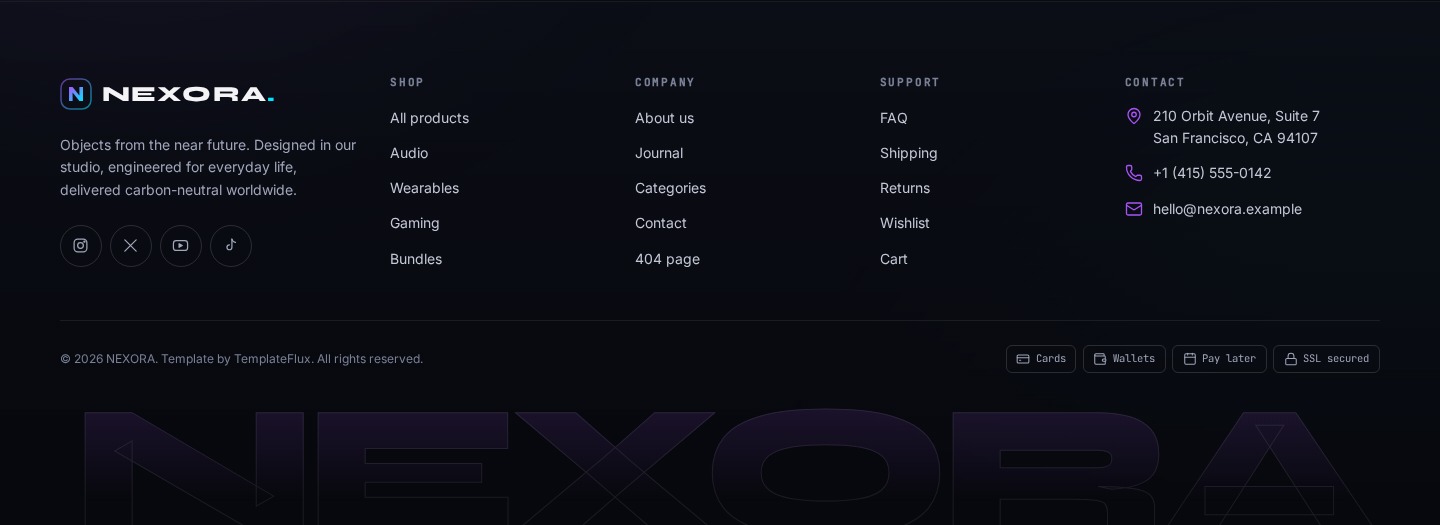 N NEXORA.
Objects from the near future. Designed in our
studio, engineered for everyday life,
delivered carbon-neutral worldwide.
SHOP
All products
Audio
Wearables
Gaming
Bundles
COMPANY
About us
Journal
Categories
Contact
404 page
SUPPORT
FAQ
Shipping
Returns
Wishlist
Cart
CONTACT
210 Orbit Avenue, Suite 7
San Francisco, CA 94107
+1 (415) 555-0142
hello@nexora.example
© 2026 NEXORA. Template by TemplateFlux. All rights reserved.
Cards
Wallets
Pay later
SSL secured
NEXORA